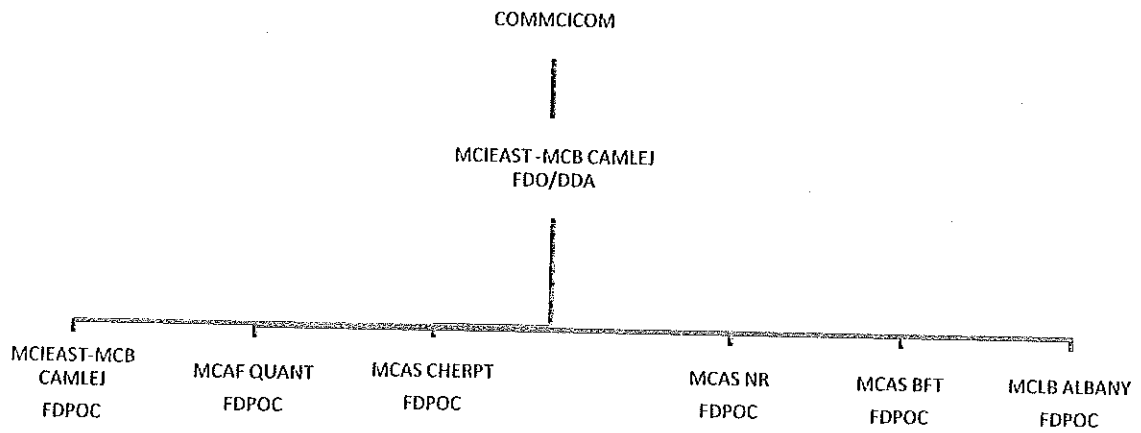 COMMCICOM
MCIEAST-MCB CAMLEJ
FDO/DDA
MCIEAST-MCB
CAMLEJ
FDPOC
MCAF QUANT
FDPOC
MCAS CHERPT
FDPOC
MCAS NR
FDPOC
MCAS BFT
FDPOC
MCLB ALBANY
FDPOC